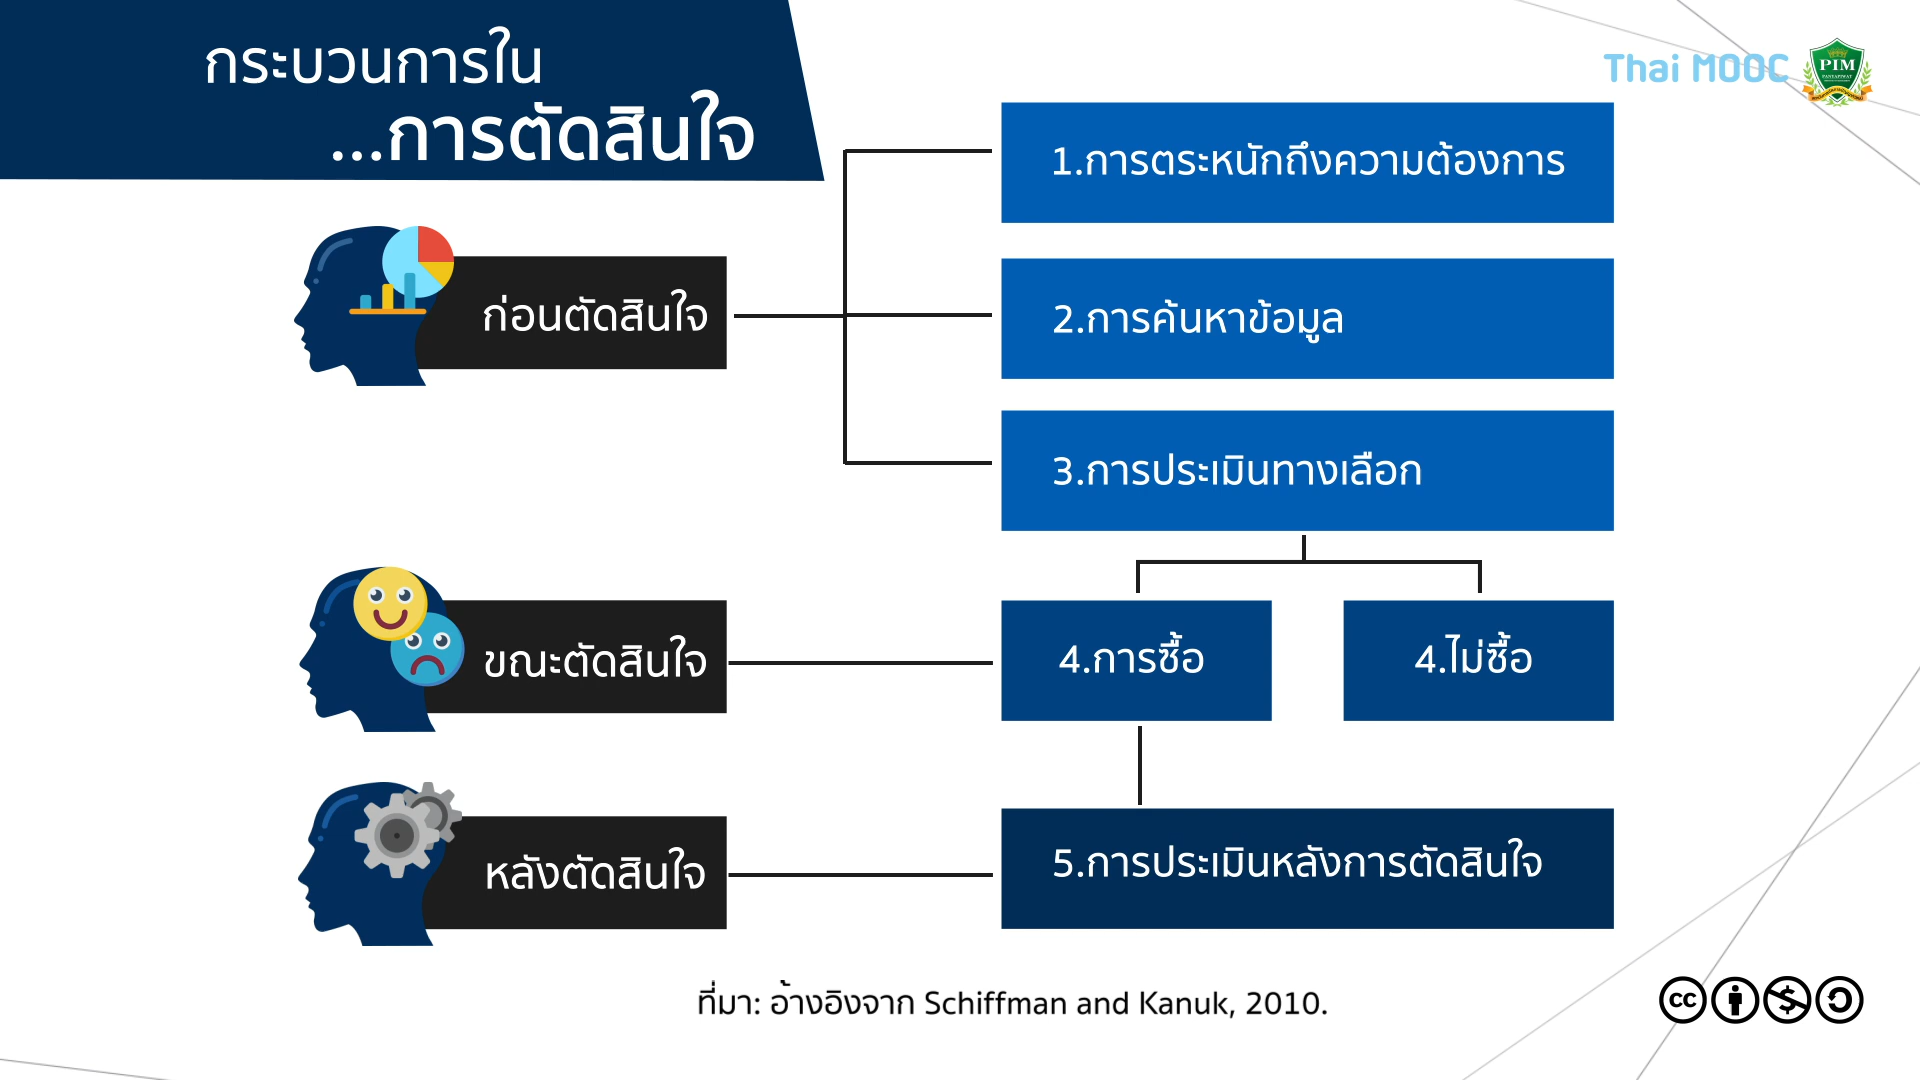 กระบวนการใน
...การตัดสินใจ
Thai MOOC
PIM
ก่อนตัดสินใจ
1.การตระหนักถึงความต้องการ
2.การค้นหาข้อมูล
3.การประเมินทางเลือก
ขณะตัดสินใจ
4.การซื้อ
4.ไม่ซื้อ
หลังตัดสินใจ
5.การประเมินหลังการตัดสินใจ
ที่มา: อ้างอิงจาก Schiffman and Kanuk, 2010.
cc